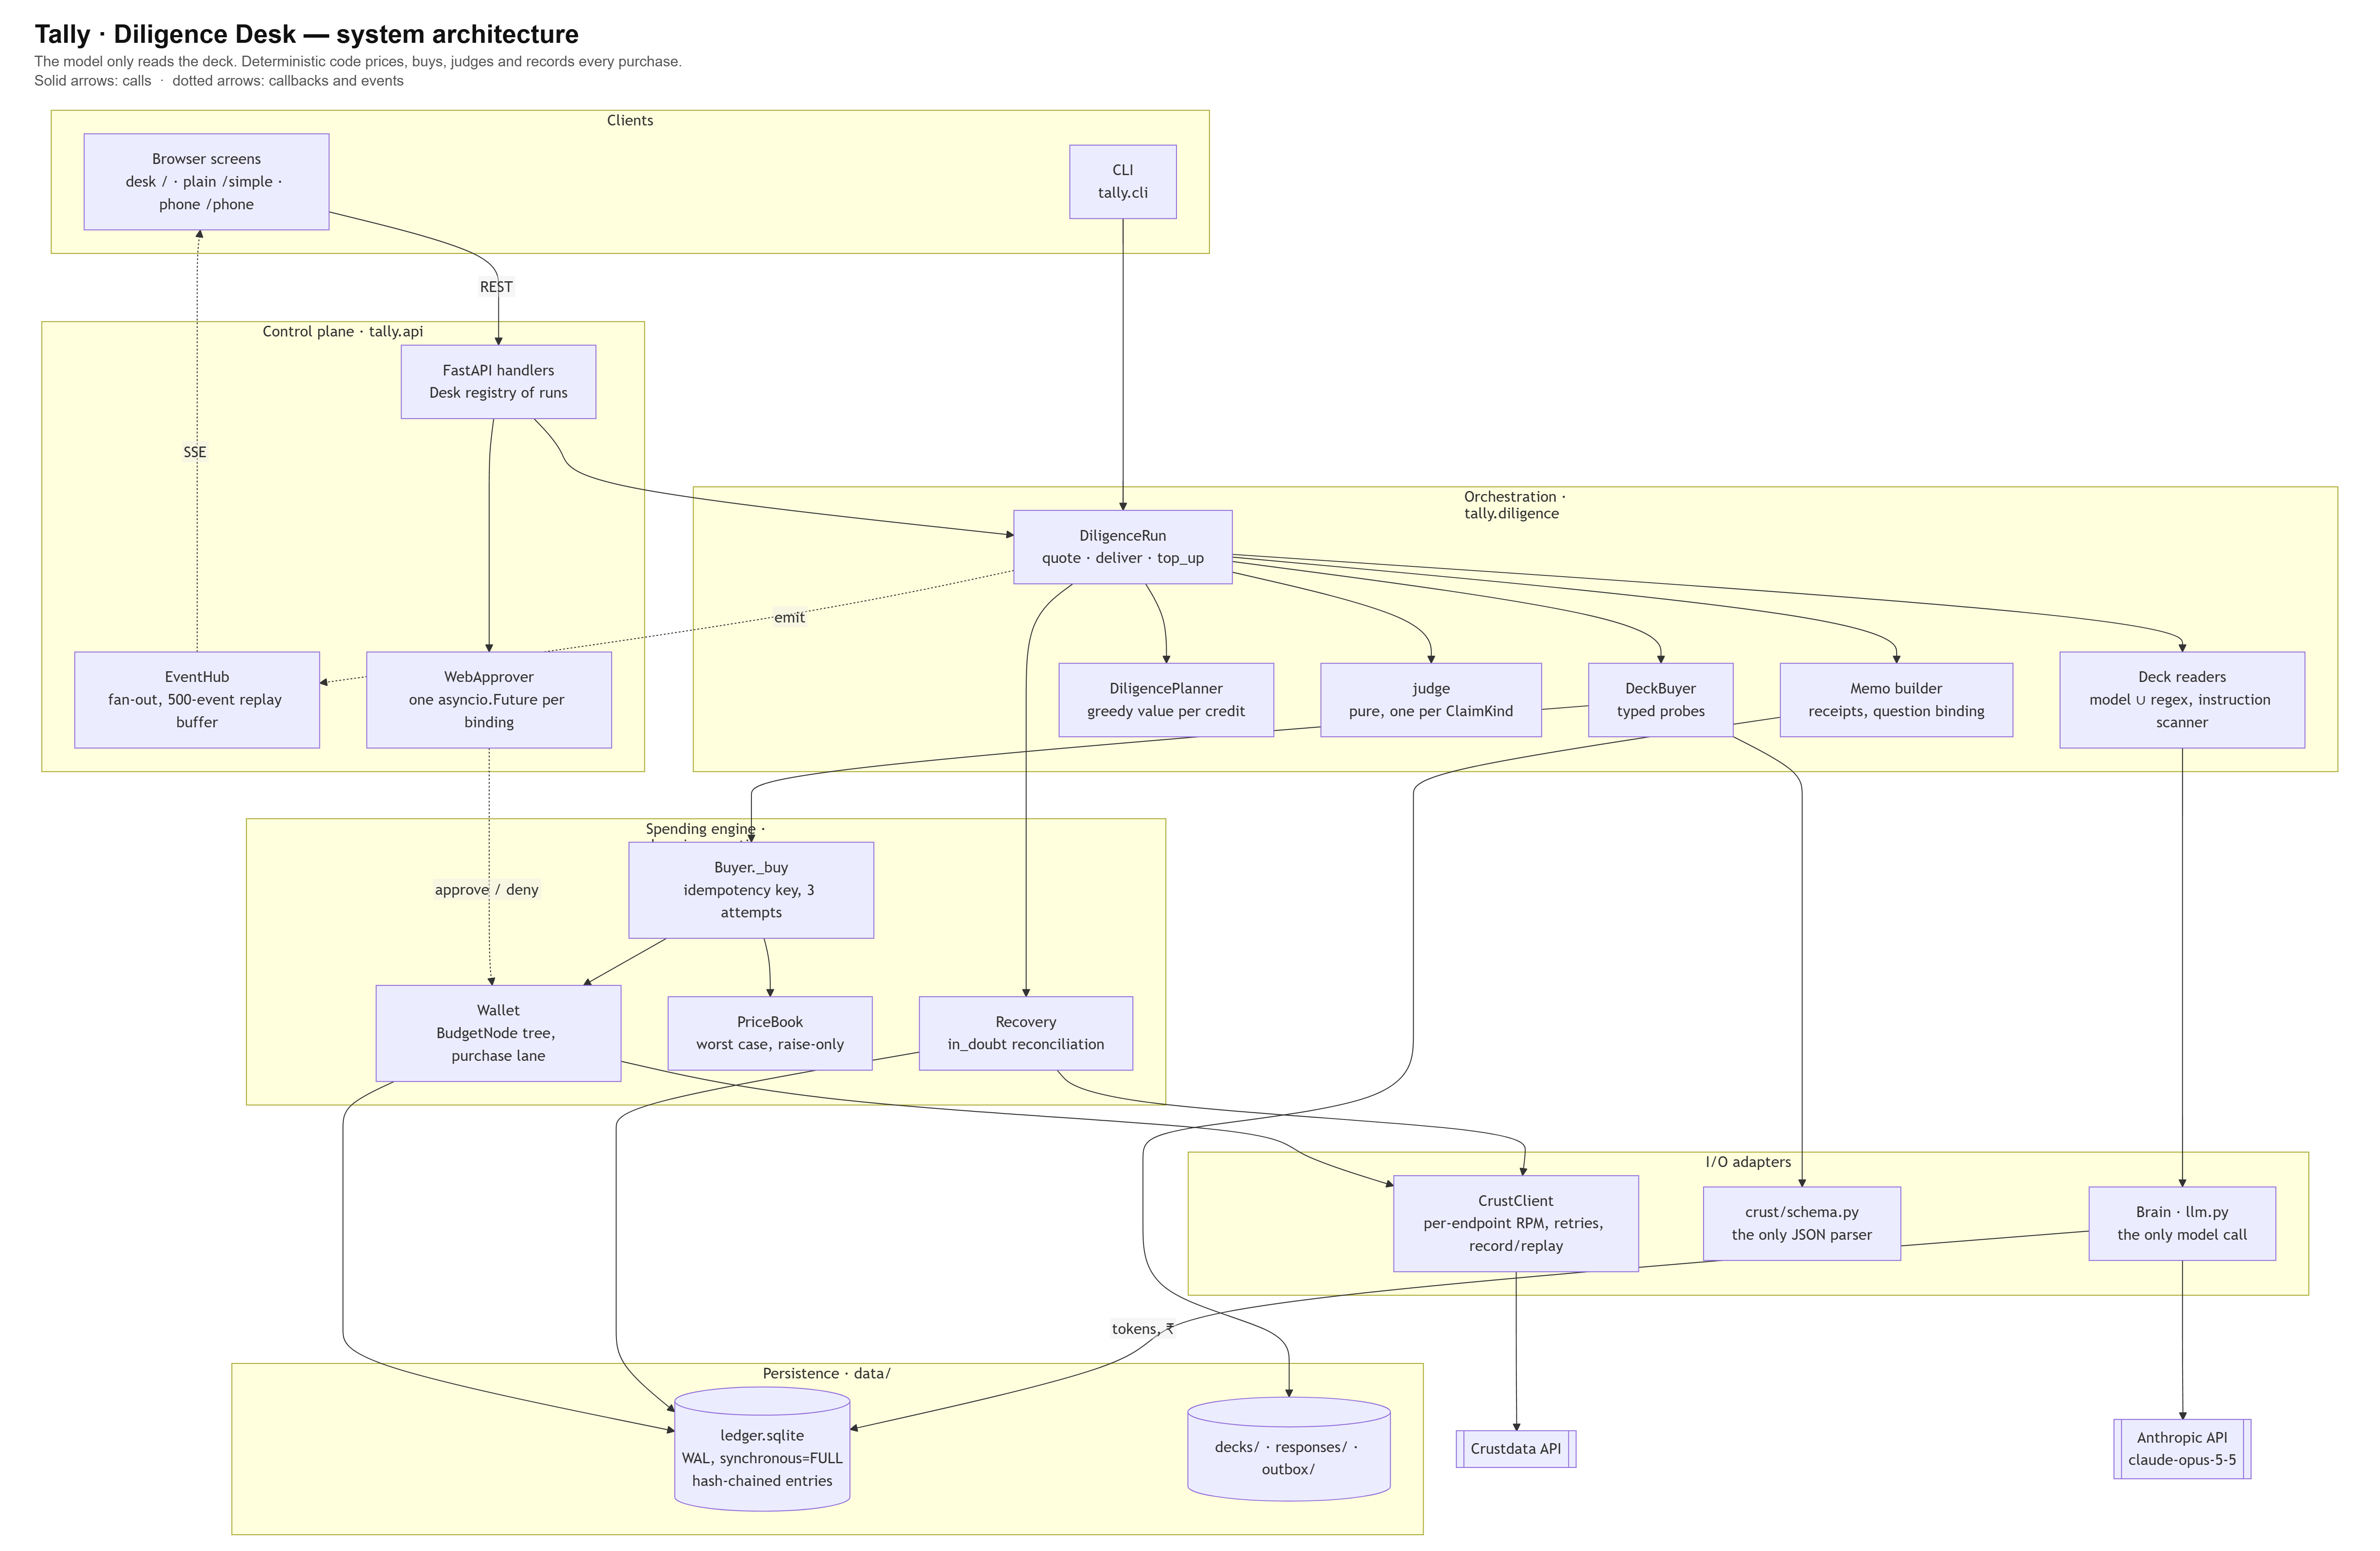 Tally · Diligence Desk — system architecture
The model only reads the deck. Deterministic code prices, buys, judges and records every purchase.
Solid arrows: calls · dotted arrows: callbacks and events
Clients
Browser screens
desk / · plain /simple ·
phone /phone
CLI
tally.cli
REST
Control plane · tally.api
FastAPI handlers
Desk registry of runs
SSE
Orchestration ·
tally.diligence
DiligenceRun
quote · deliver · top_up
emit
EventHub
fan-out, 500-event replay
buffer
WebApprover
one asyncio.Future per
binding
DiligencePlanner
greedy value per credit
judge
pure, one per ClaimKind
DeckBuyer
typed probes
Memo builder
receipts, question binding
Deck readers
model ∪ regex, instruction
scanner
Spending engine ·
Buyer._buy
idempotency key, 3
attempts
approve / deny
Wallet
BudgetNode tree,
purchase lane
PriceBook
worst case, raise-only
Recovery
in_doubt reconciliation
I/O adapters
CrustClient
per-endpoint RPM, retries,
record/replay
crust/schema.py
the only JSON parser
Brain · llm.py
the only model call
tokens, ₹
Persistence · data/
ledger.sqlite
WAL, synchronous=FULL
hash-chained entries
decks/ · responses/ ·
outbox/
Crustdata API
Anthropic API
claude-opus-5-5